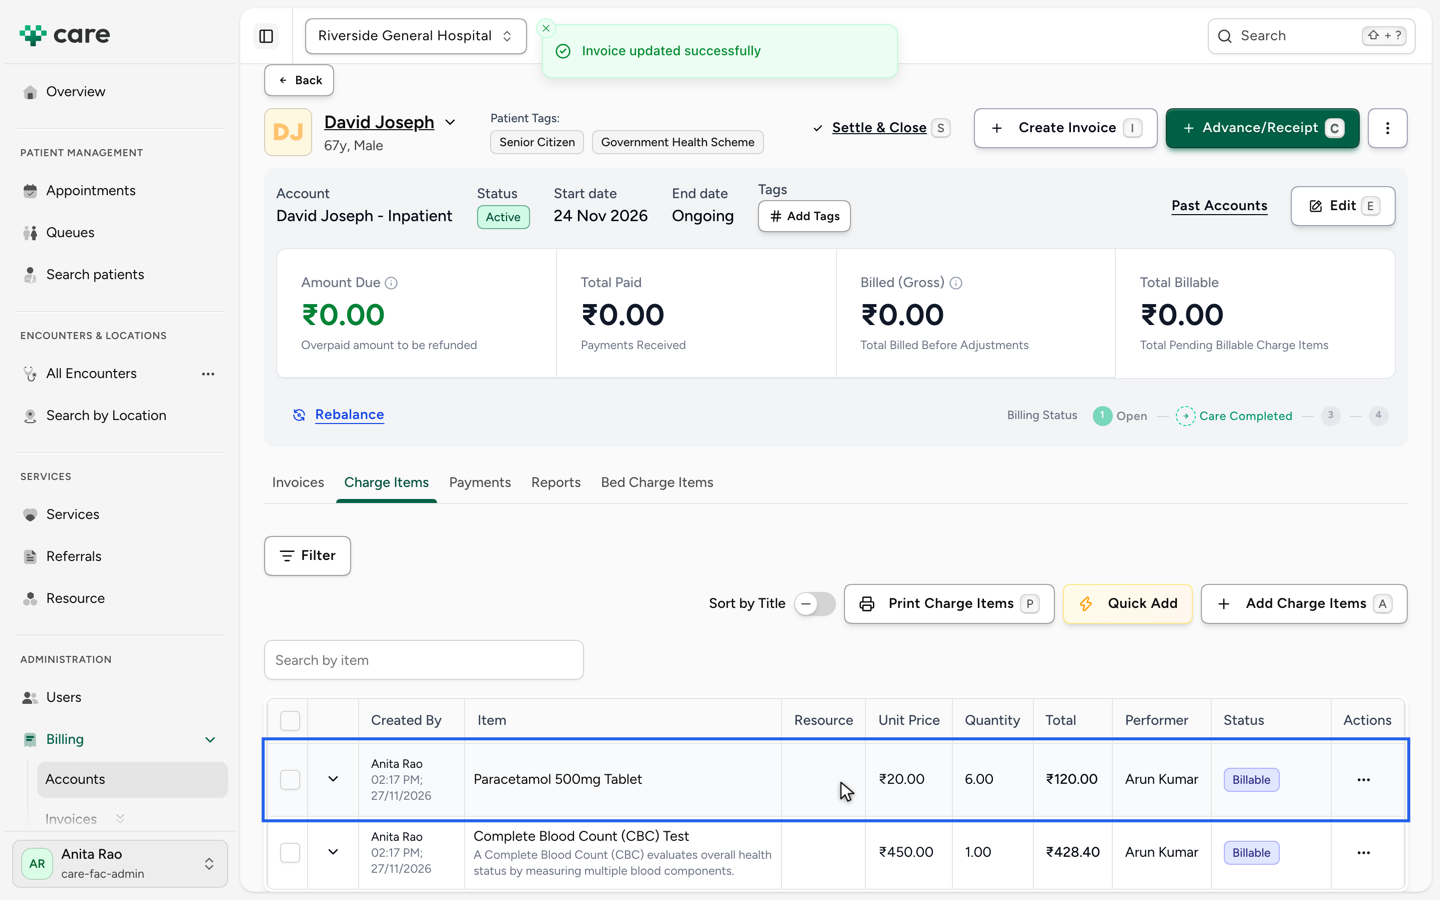 care
Riverside General Hospital
Invoice updated successfully
Search
+ ?
Overview
Back
PATIENT MANAGEMENT
Appointments
Queues
Search patients
ENCOUNTERS & LOCATIONS
All Encounters
Search by Location
SERVICES
Services
Referrals
Resource
ADMINISTRATION
Users
Billing
Accounts
Invoices
AR
Anita Rao
care-fac-admin
DJ
David Joseph
67y, Male
Patient Tags:
Senior Citizen
Government Health Scheme
Settle & Close S
+ Create Invoice I
+ Advance/Receipt C
Account
David Joseph - Inpatient
Status
Active
Start date
24 Nov 2026
End date
Ongoing
Tags
# Add Tags
Past Accounts
Edit E
Amount Due
₹0.00
Overpaid amount to be refunded
Total Paid
₹0.00
Payments Received
Billed (Gross)
₹0.00
Total Billed Before Adjustments
Total Billable
₹0.00
Total Pending Billable Charge Items
Rebalance
Billing Status 1 Open Care Completed 3 4
Invoices Charge Items Payments Reports Bed Charge Items
Filter
Sort by Title
Print Charge Items P
Quick Add
+ Add Charge Items A
Search by item
Created By Item Resource Unit Price Quantity Total Performer Status Actions
Anita Rao
02:17 PM;
27/11/2026
Paracetamol 500mg Tablet
₹20.00 6.00 ₹120.00 Arun Kumar Billable
Anita Rao
02:17 PM;
27/11/2026
Complete Blood Count (CBC) Test
A Complete Blood Count (CBC) evaluates overall health
status by measuring multiple blood components.
₹450.00 1.00 ₹428.40 Arun Kumar Billable